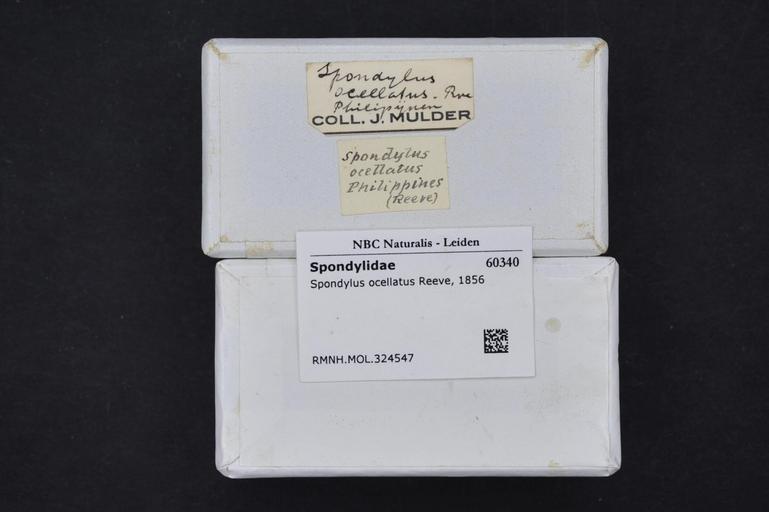 Spondylus
ocellatus. Rve
Philipijnen
COLL. J. MULDER
Spondylus
ocellatus
Philippines
(Reeve)
NBC Naturalis - Leiden
Spondylidae 60340
Spondylus ocellatus Reeve, 1856
RMNH.MOL.324547